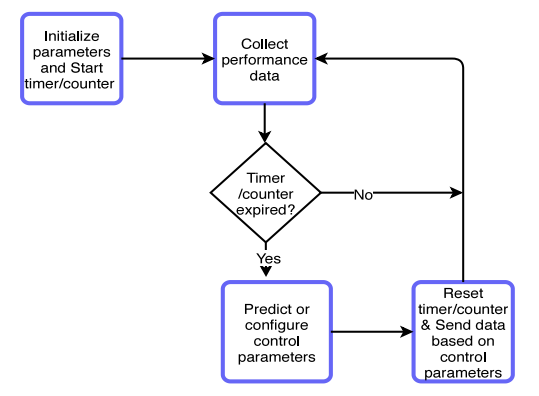 Initialize
parameters
and Start
timer/counter
Collect
performance
data
Timer
/counter
expired?
No
Yes
Predict or
configure
control
parameters
Reset
timer/counter
& Send data
based on
control
parameters